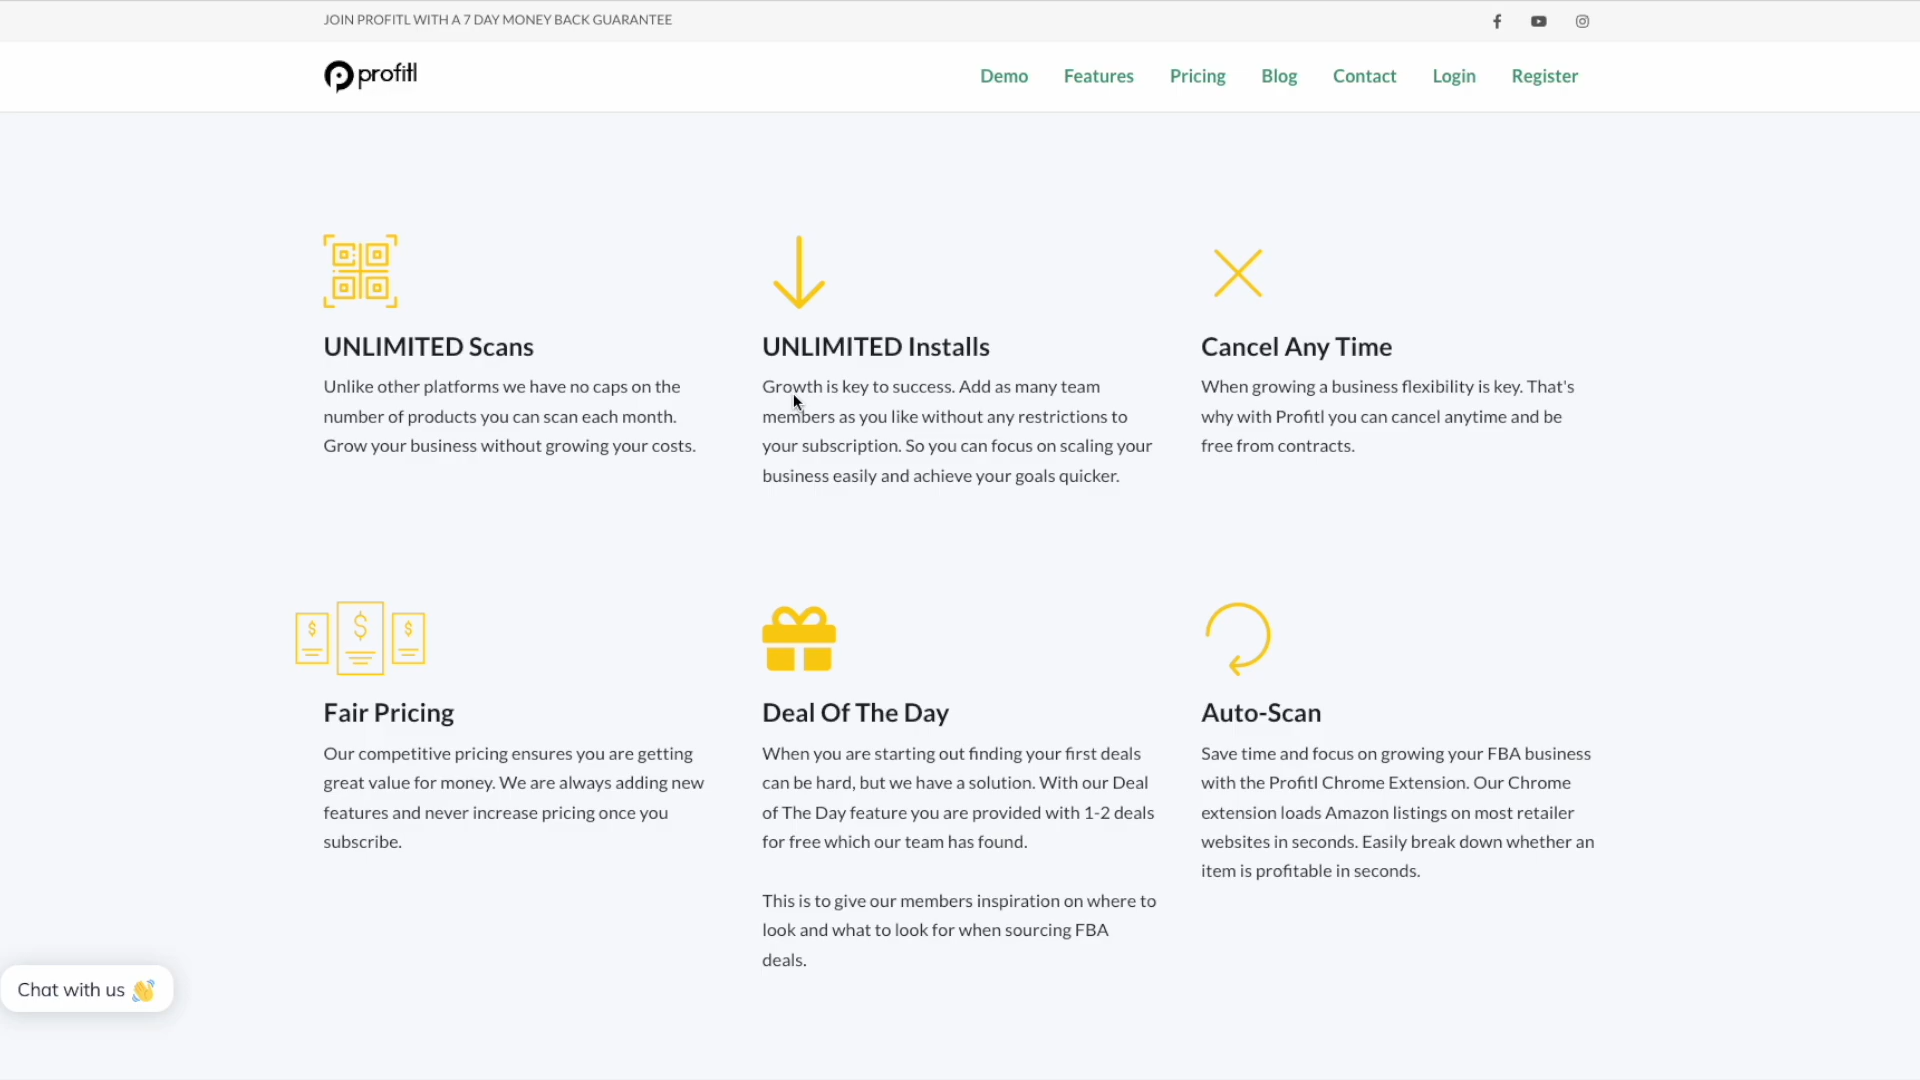 JOIN PROFITL WITH A 7 DAY MONEY BACK GUARANTEE
profitl
Demo Features Pricing Blog Contact Login Register
UNLIMITED Scans
Unlike other platforms we have no caps on the
number of products you can scan each month.
Grow your business without growing your costs.
UNLIMITED Installs
Growth is key to success. Add as many team
members as you like without any restrictions to
your subscription. So you can focus on scaling your
business easily and achieve your goals quicker.
Cancel Any Time
When growing a business flexibility is key. That's
why with Profitl you can cancel anytime and be
free from contracts.
$ $ $
Fair Pricing
Our competitive pricing ensures you are getting
great value for money. We are always adding new
features and never increase pricing once you
subscribe.
Deal Of The Day
When you are starting out finding your first deals
can be hard, but we have a solution. With our Deal
of The Day feature you are provided with 1-2 deals
for free which our team has found.
This is to give our members inspiration on where to
look and what to look for when sourcing FBA
deals.
Auto-Scan
Save time and focus on growing your FBA business
with the Profitl Chrome Extension. Our Chrome
extension loads Amazon listings on most retailer
websites in seconds. Easily break down whether an
item is profitable in seconds.
Chat with us 👋